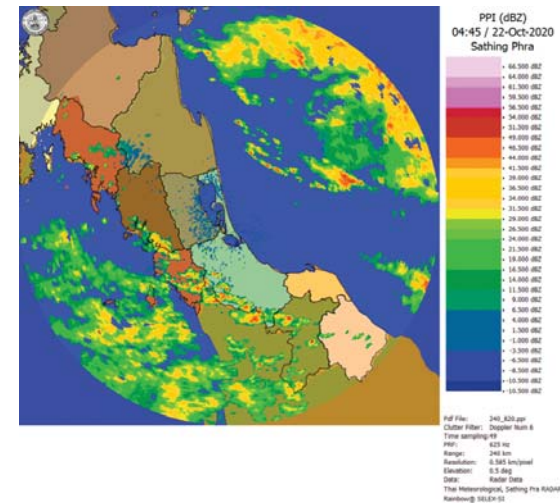 PPI (dBZ)
04:45 / 22-Oct-2020
Sathing Phra
66.500 dBZ
64.000 dBZ
61.500 dBZ
59.500 dBZ
56.500 dBZ
54.000 dBZ
51.500 dBZ
49.000 dBZ
46.500 dBZ
44.000 dBZ
41.500 dBZ
39.000 dBZ
36.500 dBZ
34.000 dBZ
31.500 dBZ
29.000 dBZ
26.500 dBZ
24.000 dBZ
21.500 dBZ
19.000 dBZ
16.500 dBZ
14.000 dBZ
11.500 dBZ
9.000 dBZ
6.500 dBZ
4.000 dBZ
1.500 dBZ
-1.000 dBZ
-3.500 dBZ
-6.000 dBZ
-8.500 dBZ
-10.500 dBZ
-10.500 dBZ
Pdf File: 240_820.ppi
Clutter Filter: Doppler Num 6
Time sampling: 49
PRF: 625 Hz
Range: 240 km
Resolution: 0.565 km/pixel
Elevation: 0.5 deg
Data: Radar Data
Thai Meteorological, Sathing Pra RADAR
Rainbow® SELEX-SI